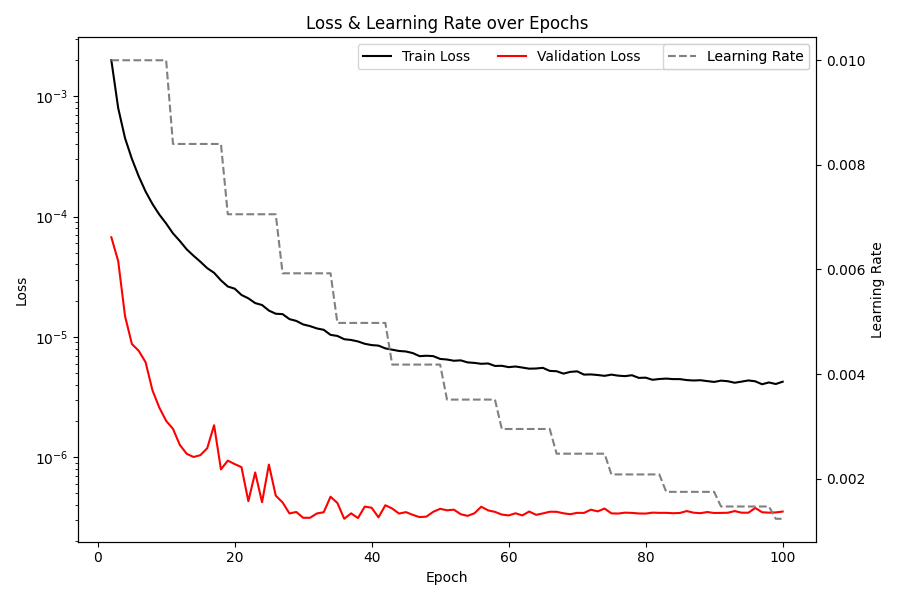 Loss & Learning Rate over Epochs
Train Loss
Validation Loss
Learning Rate
10⁻³
10⁻⁴
10⁻⁵
10⁻⁶
Loss
0.010
0.008
0.006
0.004
0.002
Learning Rate
0 20 40 60 80 100
Epoch